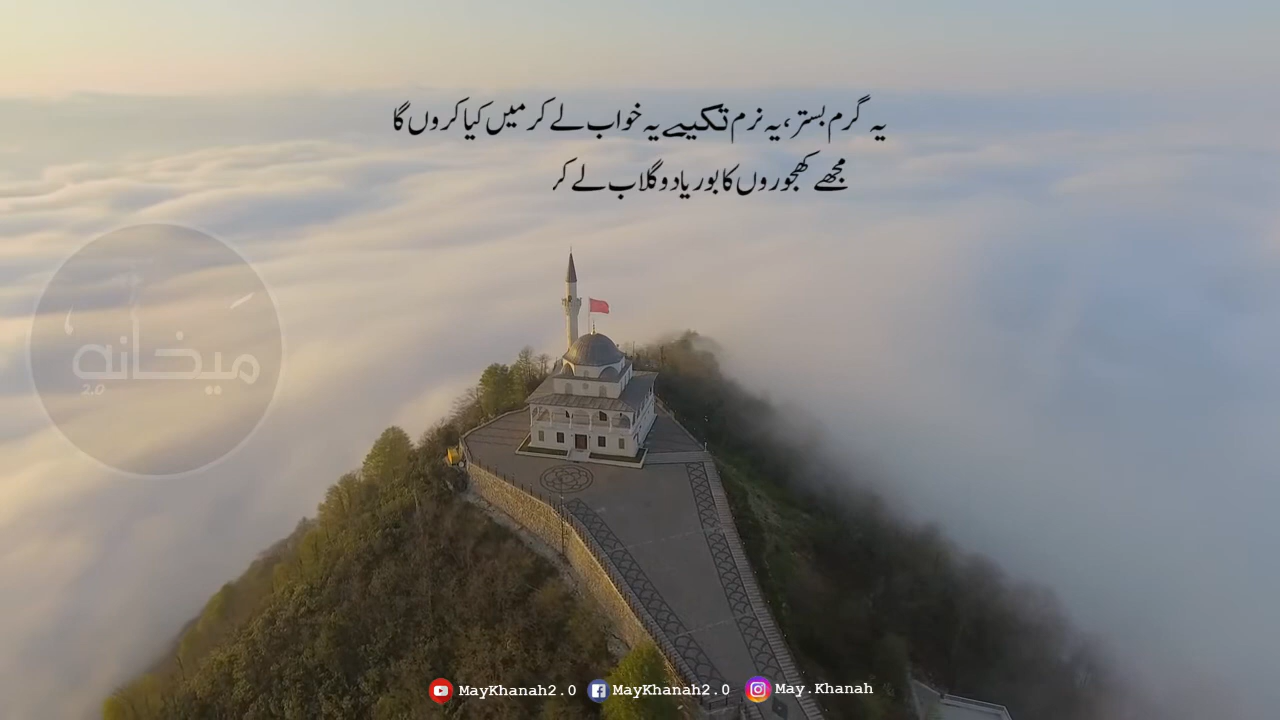 یہ گرم بستر، یہ نرم تکیے یہ خواب لے کر میں کیا کروں گا
مجھے کھجوروں کا بوریا دو گلاب لے کر
میخانہ
2.0
MayKhanah2.0 MayKhanah2.0 May.Khanah